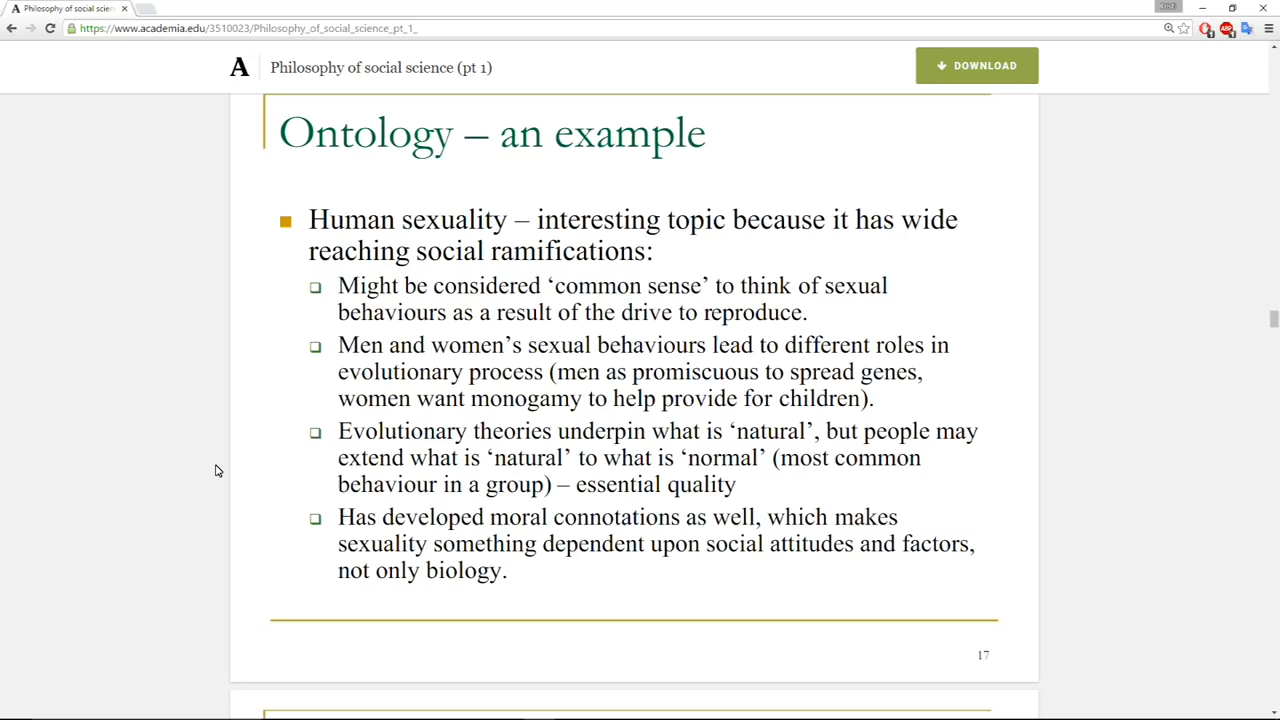 Philosophy of social scien
https://www.academia.edu/3510023/Philosophy_of_social_science_pt_1_
A
Philosophy of social science (pt 1)
DOWNLOAD
Ontology – an example
Human sexuality – interesting topic because it has wide
reaching social ramifications:
Might be considered ‘common sense’ to think of sexual
behaviours as a result of the drive to reproduce.
Men and women’s sexual behaviours lead to different roles in
evolutionary process (men as promiscuous to spread genes,
women want monogamy to help provide for children).
Evolutionary theories underpin what is ‘natural’, but people may
extend what is ‘natural’ to what is ‘normal’ (most common
behaviour in a group) – essential quality
Has developed moral connotations as well, which makes
sexuality something dependent upon social attitudes and factors,
not only biology.
17